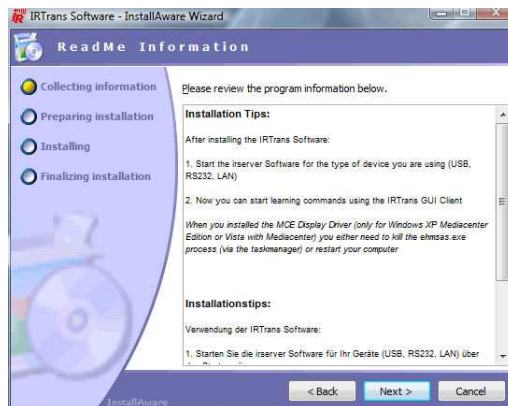 IRTrans Software - InstallAware Wizard
ReadMe Information
Collecting information
Preparing installation
Installing
Finalizing installation
Please review the program information below.
Installation Tips:
After installing the IRTrans Software:
1. Start the irserver Software for the type of device you are using (USB,
RS232, LAN)
2. Now you can start learning commands using the IRTrans GUI Client
When you installed the MCE Display Driver (only for Windows XP Mediacenter
Edition or Vista with Mediacenter) you either need to kill the ehmsas.exe
process (via the taskmanager) or restart your computer
Installationstips:
Verwendung der IRTrans Software:
1. Starten Sie die irserver Software für Ihr Geräte (USB, RS232, LAN) über
InstallAware
< Back
Next >
Cancel